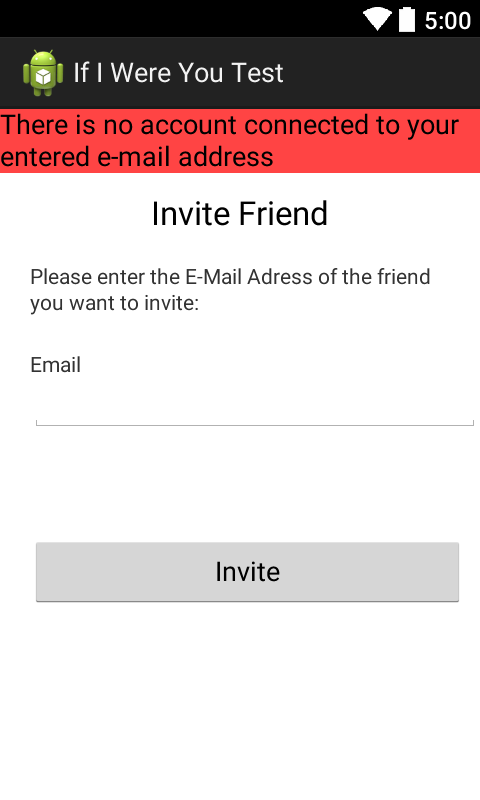 5:00
If I Were You Test
There is no account connected to your
entered e-mail address
Invite Friend
Please enter the E-Mail Adress of the friend
you want to invite:
Email
Invite